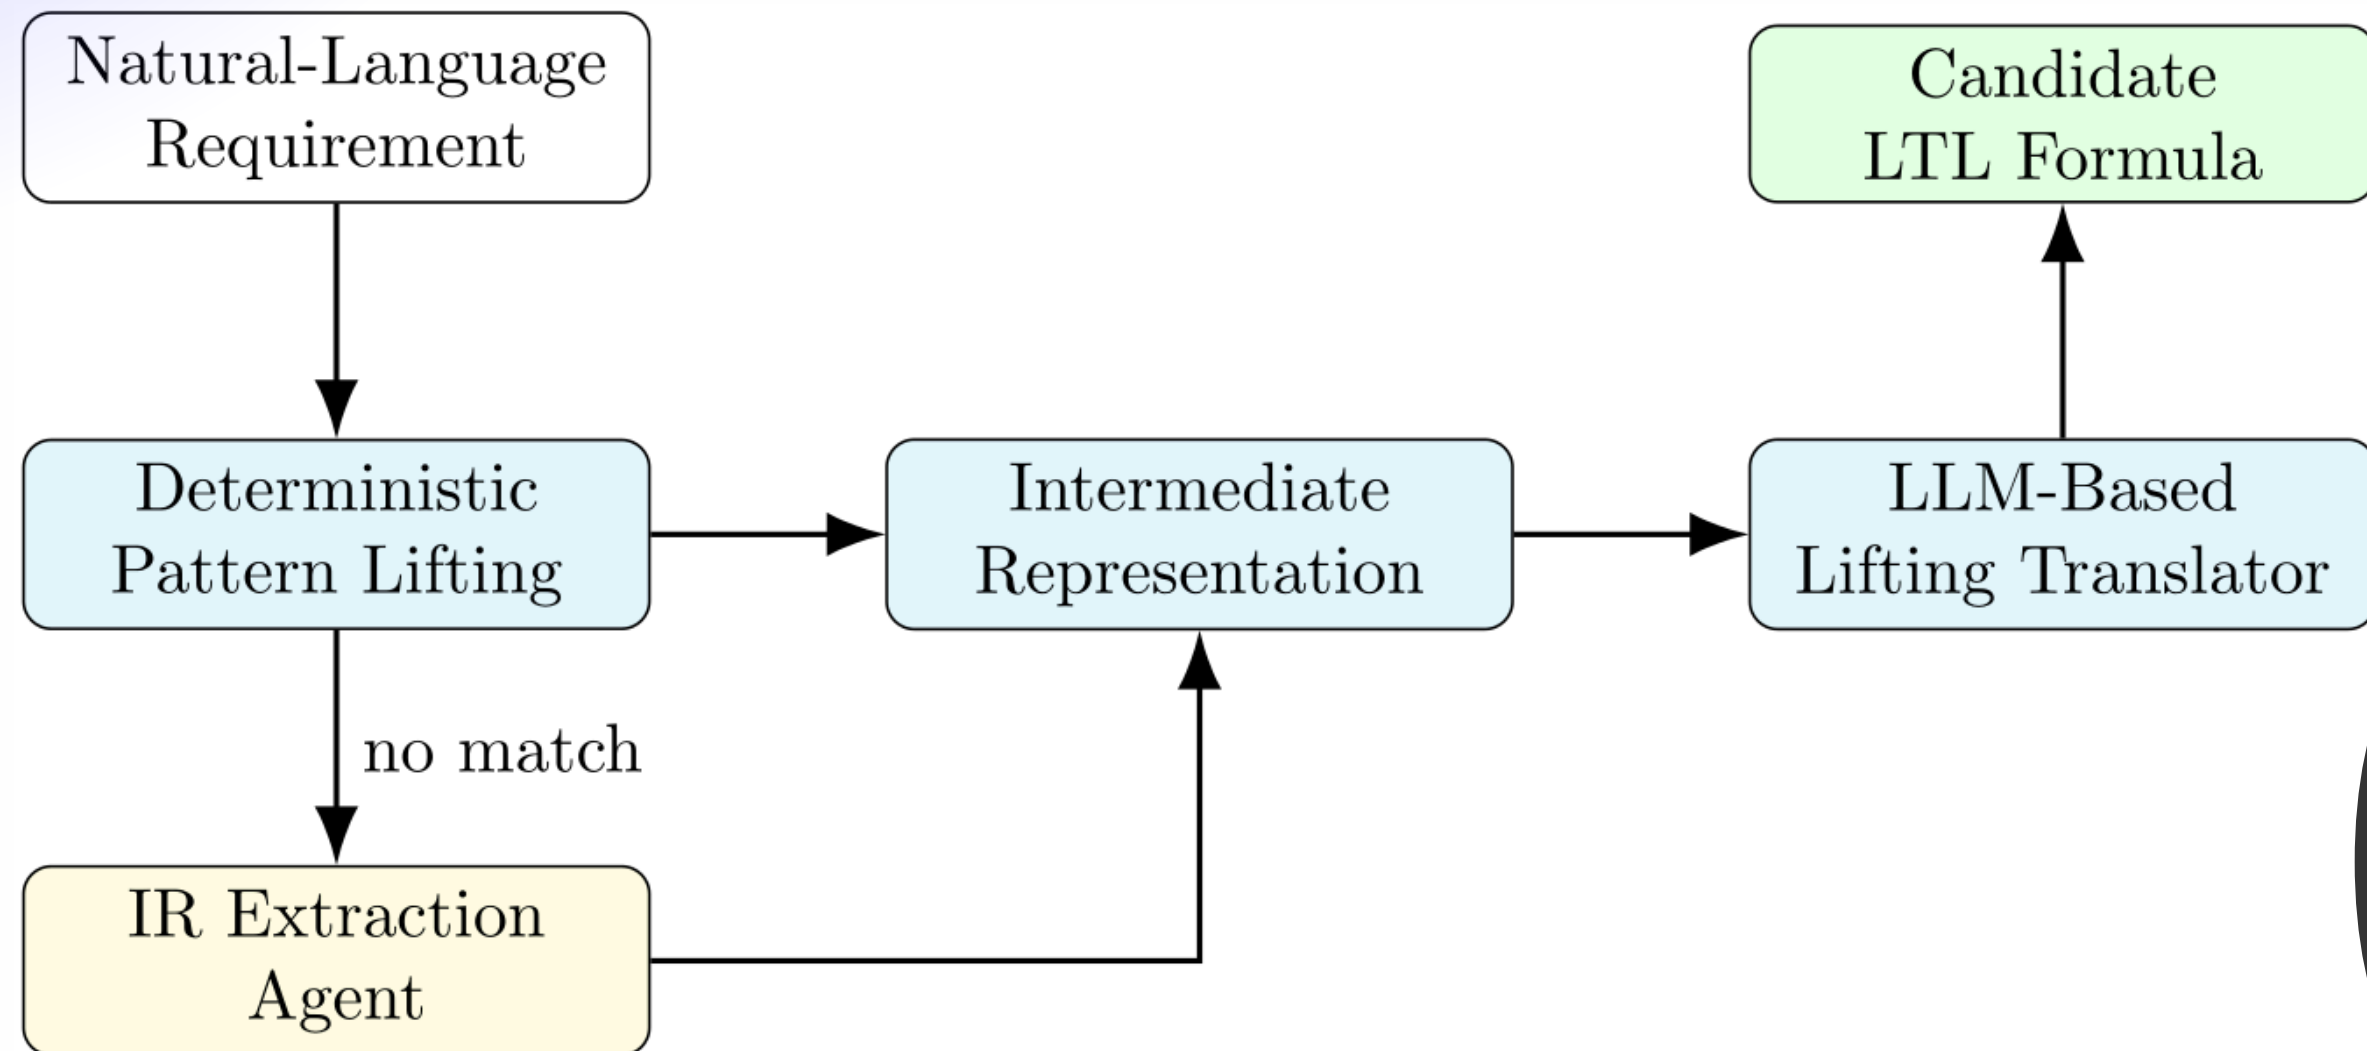 Natural-Language
Requirement
Candidate
LTL Formula
Deterministic
Pattern Lifting
Intermediate
Representation
LLM-Based
Lifting Translator
no match
IR Extraction
Agent